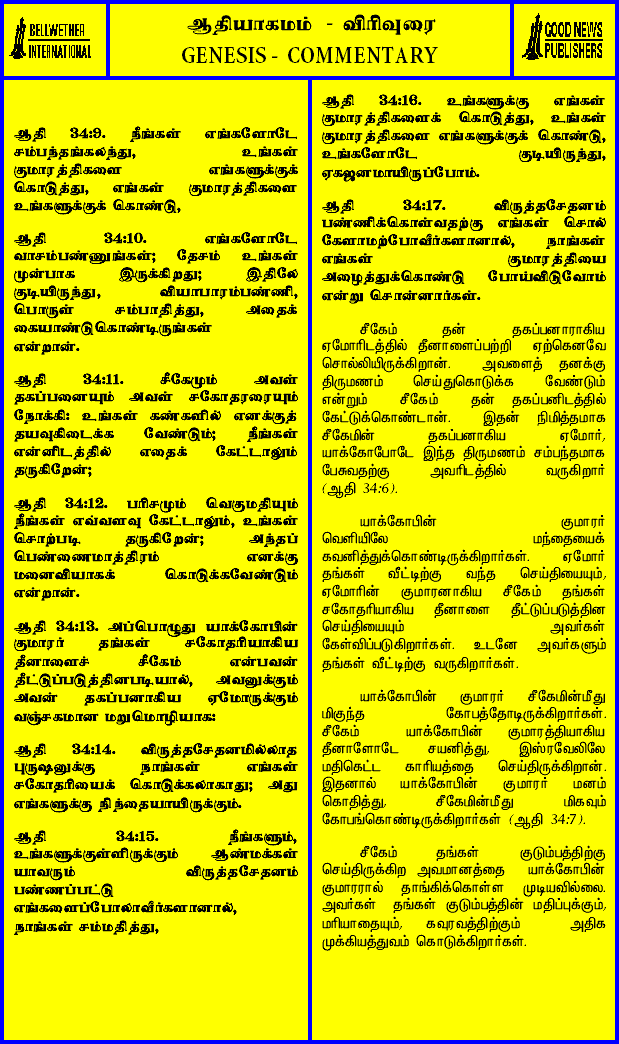 BELLWETHER
INTERNATIONAL
ஆதியாகமம் - விரிவுரை
GENESIS - COMMENTARY
GOOD NEWS
PUBLISHERS
ஆதி 34:9. நீங்கள் எங்களோடே
சம்பந்தங்கலந்து, உங்கள்
குமாரத்திகளை எங்களுக்குக்
கொடுத்து, எங்கள் குமாரத்திகளை
உங்களுக்குக் கொண்டு,
ஆதி 34:10. எங்களோடே
வாசம்பண்ணுங்கள்; தேசம் உங்கள்
முன்பாக இருக்கிறது; இதிலே
குடியிருந்து, வியாபாரம்பண்ணி,
பொருள் சம்பாதித்து, அதைக்
கையாண்டுகொண்டிருங்கள்
என்றான்.
ஆதி 34:11. சீகேமும் அவள்
தகப்பனையும் அவள் சகோதரரையும்
நோக்கி: உங்கள் கண்களில் எனக்குத்
தயவுகிடைக்க வேண்டும்; நீங்கள்
என்னிடத்தில் எதைக் கேட்டாலும்
தருகிறேன்;
ஆதி 34:12. பரிசமும் வெகுமதியும்
நீங்கள் எவ்வளவு கேட்டாலும், உங்கள்
சொற்படி தருகிறேன்; அந்தப்
பெண்ணைமாத்திரம் எனக்கு
மனைவியாகக் கொடுக்கவேண்டும்
என்றான்.
ஆதி 34:13. அப்பொழுது யாக்கோபின்
குமாரர் தங்கள் சகோதரியாகிய
தீனாளைச் சீகேம் என்பவன்
தீட்டுப்படுத்தினபடியால், அவனுக்கும்
அவன் தகப்பனாகிய ஏமோருக்கும்
வஞ்சகமான மறுமொழியாக:
ஆதி 34:14. விருத்தசேதனமில்லாத
புருஷனுக்கு நாங்கள் எங்கள்
சகோதரியைக் கொடுக்கலாகாது; அது
எங்களுக்கு நிந்தையாயிருக்கும்.
ஆதி 34:15. நீங்களும்,
உங்களுக்குள்ளிருக்கும் ஆண்மக்கள்
யாவரும் விருத்தசேதனம்
பண்ணப்பட்டு
எங்களைப்போலாவீர்களானால்,
நாங்கள் சம்மதித்து,
ஆதி 34:16. உங்களுக்கு எங்கள்
குமாரத்திகளைக் கொடுத்து, உங்கள்
குமாரத்திகளை எங்களுக்குக் கொண்டு,
உங்களோடே குடியிருந்து,
ஏகஜனமாயிருப்போம்.
ஆதி 34:17. விருத்தசேதனம்
பண்ணிக்கொள்வதற்கு எங்கள் சொல்
கேளாமற்போவீர்களானால், நாங்கள்
எங்கள் குமாரத்தியை
அழைத்துக்கொண்டு போய்விடுவோம்
என்று சொன்னார்கள்.
சீகேம் தன் தகப்பனாராகிய
ஏமோரிடத்தில் தீனாளைப்பற்றி ஏற்கெனவே
சொல்லியிருக்கிறான். அவளைத் தனக்கு
திருமணம் செய்துகொடுக்க வேண்டும்
என்றும் சீகேம் தன் தகப்பனிடத்தில்
கேட்டுக்கொண்டான். இதன் நிமித்தமாக
சீகேமின் தகப்பனாகிய ஏமோர்,
யாக்கோபோடே இந்த திருமணம் சம்பந்தமாக
பேசுவதற்கு அவரிடத்தில் வருகிறார்
(ஆதி 34:6).
யாக்கோபின் குமாரர்
வெளியிலே மந்தையைக்
கவனித்துக்கொண்டிருக்கிறார்கள். ஏமோர்
தங்கள் வீட்டிற்கு வந்த செய்தியையும்,
ஏமோரின் குமாரனாகிய சீகேம் தங்கள்
சகோதரியாகிய தீனாளை தீட்டுப்படுத்தின
செய்தியையும் அவர்கள்
கேள்விப்படுகிறார்கள். உடனே அவர்களும்
தங்கள் வீட்டிற்கு வருகிறார்கள்.
யாக்கோபின் குமாரர் சீகேமின்மீது
மிகுந்த கோபத்தோடிருக்கிறார்கள்.
சீகேம் யாக்கோபின் குமாரத்தியாகிய
தீனாளோடே சயனித்து, இஸ்ரவேலிலே
மதிகெட்ட காரியத்தை செய்திருக்கிறான்.
இதனால் யாக்கோபின் குமாரர் மனம்
கொதித்து, சீகேமின்மீது மிகவும்
கோபங்கொண்டிருக்கிறார்கள் (ஆதி 34:7).
சீகேம் தங்கள் குடும்பத்திற்கு
செய்திருக்கிற அவமானத்தை யாக்கோபின்
குமாரரால் தாங்கிக்கொள்ள முடியவில்லை.
அவர்கள் தங்கள் குடும்பத்தின் மதிப்புக்கும்,
மரியாதையும், கவுரவத்திற்கும் அதிக
முக்கியத்துவம் கொடுக்கிறார்கள்.